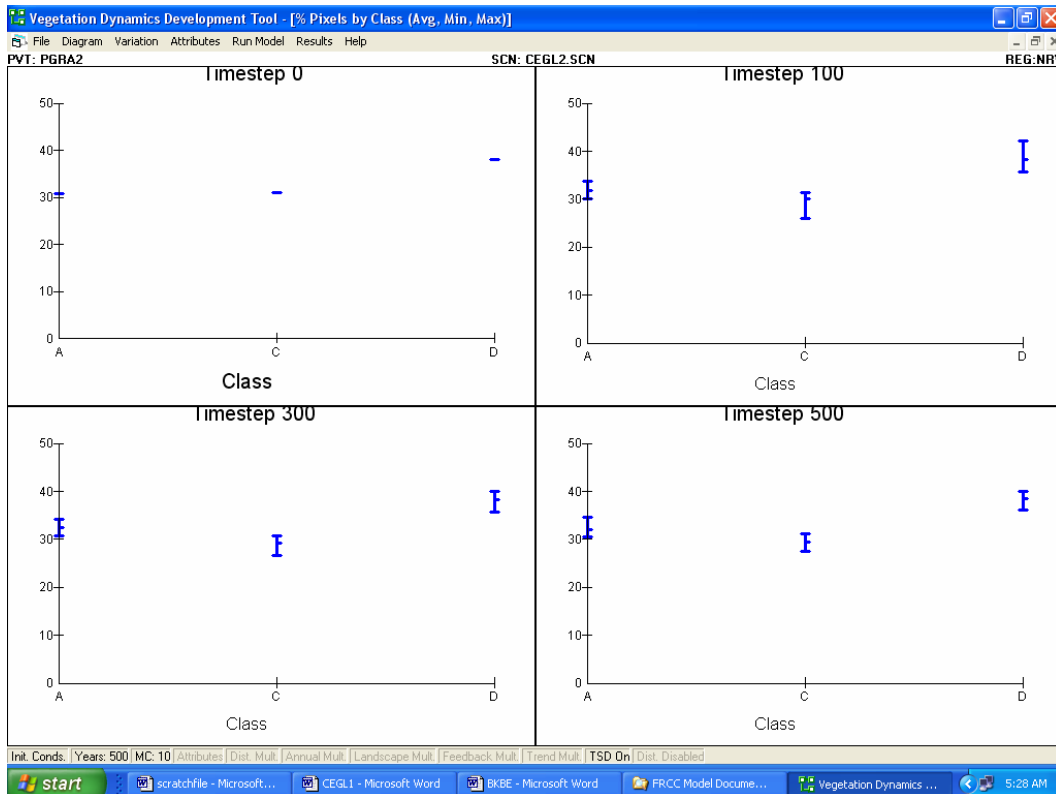 Vegetation Dynamics Development Tool - [% Pixels by Class (Avg, Min, Max)]
File Diagram Variation Attributes Run Model Results Help
PVT: PGRA2 SCN: CEGL2.SCN REG:NRV
Timestep 0
50
40
30
20
10
0
A C D
Class
Timestep 100
50
40
30
20
10
0
A C D
Class
Timestep 300
50
40
30
20
10
0
A C D
Class
Timestep 500
50
40
30
20
10
0
A C D
Class
Init. Conds. Years: 500 MC: 10 Attributes Dist. Mult. Annual Mult. Landscape Mult. Feedback Mult. Trend Mult. TSD On Dist. Disabled
start scratchfile - Microsoft... CEGL1 - Microsoft Word BKBE - Microsoft Word FRCC Model Docume... Vegetation Dynamics ... 5:28 AM